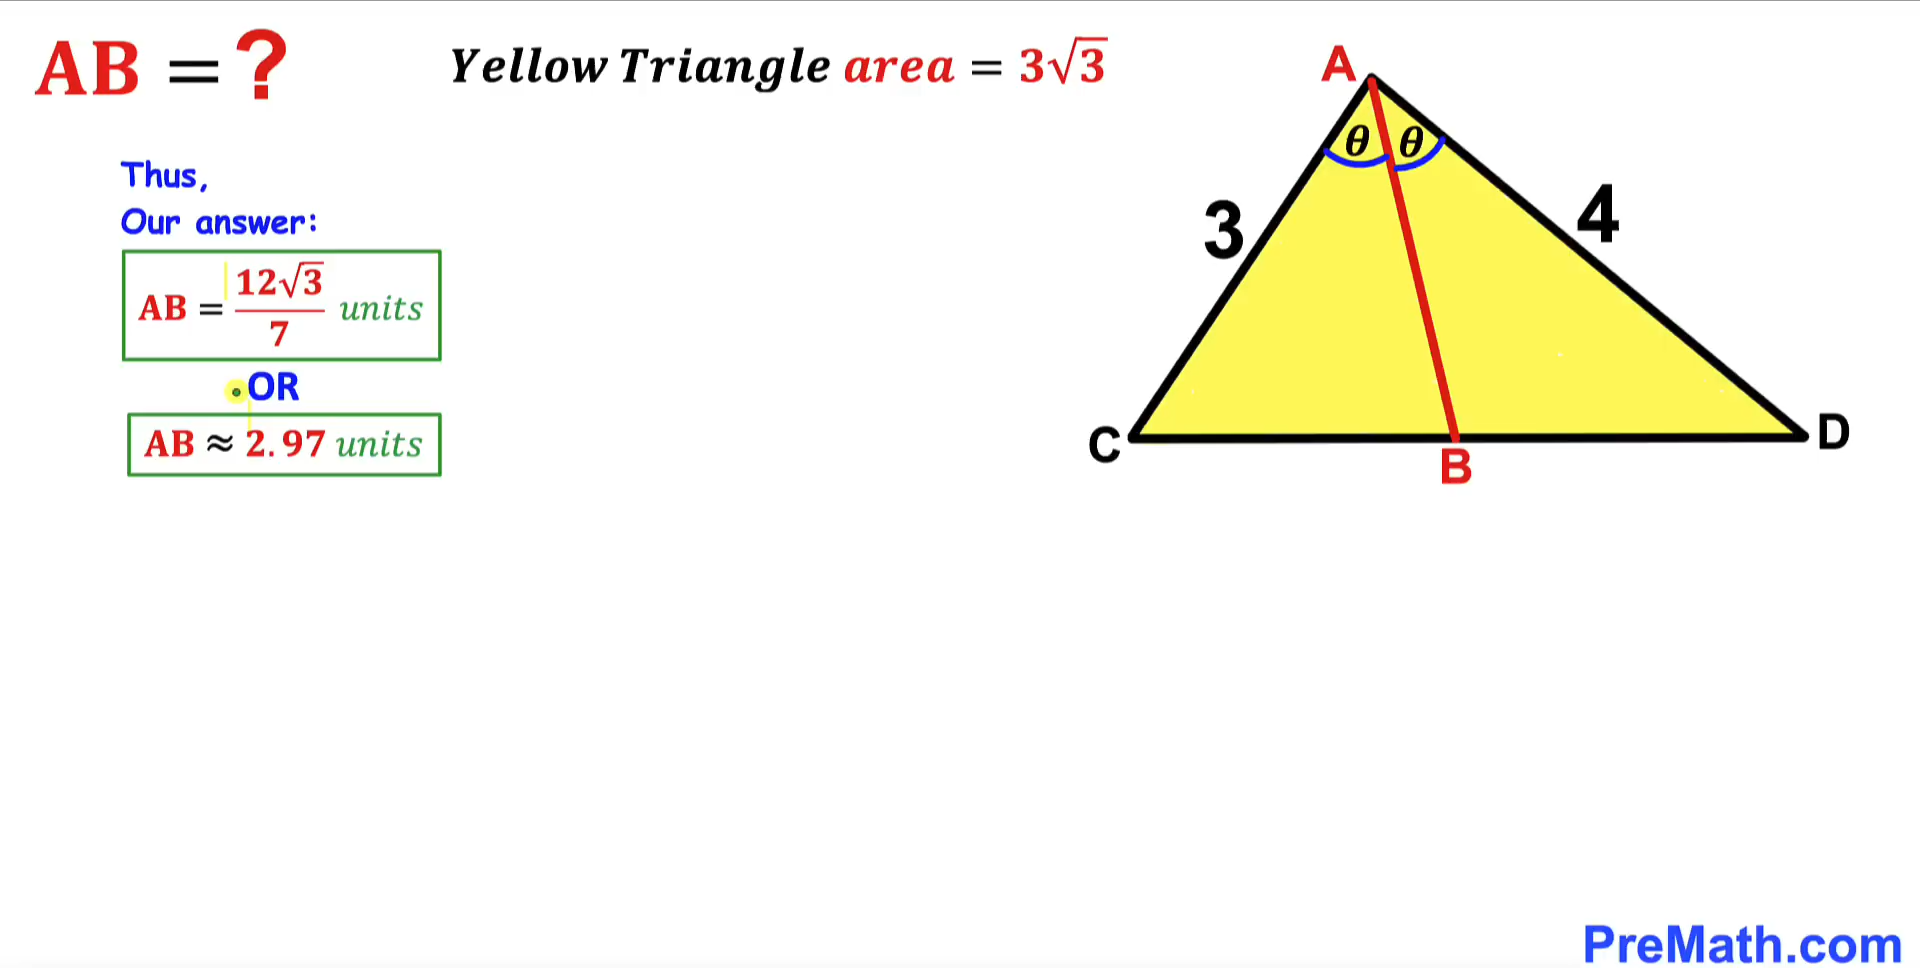 AB = ?
Yellow Triangle area = 3√3
Thus,
Our answer:
AB = 12√3/7 units
OR
AB ≈ 2.97 units
A
θ θ
3
4
C
B
D
PreMath.com